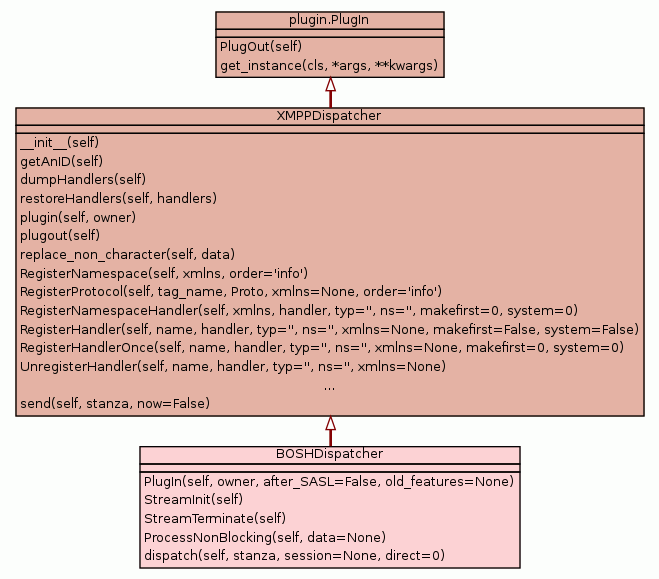 plugin.PlugIn
PlugOut(self)
get_instance(cls, *args, **kwargs)
XMPPDispatcher
__init__(self)
getAnID(self)
dumpHandlers(self)
restoreHandlers(self, handlers)
plugin(self, owner)
plugout(self)
replace_non_character(self, data)
RegisterNamespace(self, xmlns, order='info')
RegisterProtocol(self, tag_name, Proto, xmlns=None, order='info')
RegisterNamespaceHandler(self, xmlns, handler, typ='', ns='', makefirst=0, system=0)
RegisterHandler(self, name, handler, typ='', ns='', xmlns=None, makefirst=False, system=False)
RegisterHandlerOnce(self, name, handler, typ='', ns='', xmlns=None, makefirst=0, system=0)
UnregisterHandler(self, name, handler, typ='', ns='', xmlns=None)
...
send(self, stanza, now=False)
BOSHDispatcher
PlugIn(self, owner, after_SASL=False, old_features=None)
StreamInit(self)
StreamTerminate(self)
ProcessNonBlocking(self, data=None)
dispatch(self, stanza, session=None, direct=0)